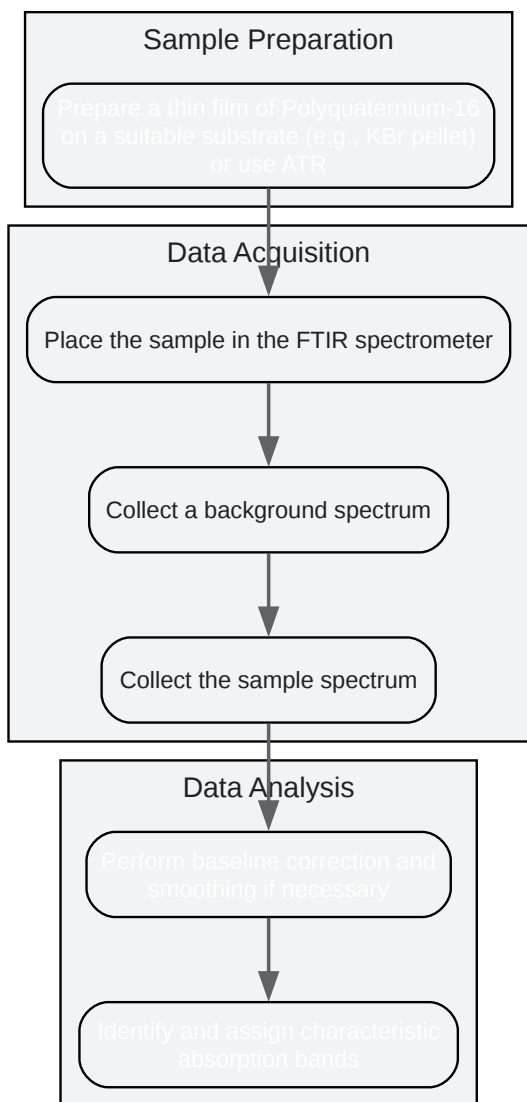 Sample Preparation
Prepare a thin film of Polyquaternium-16
on a suitable substrate (e.g., KBr pellet)
or use ATR
Data Acquisition
Place the sample in the FTIR spectrometer
Collect a background spectrum
Collect the sample spectrum
Data Analysis
Perform baseline correction and
smoothing if necessary
Identify and assign characteristic
absorption bands